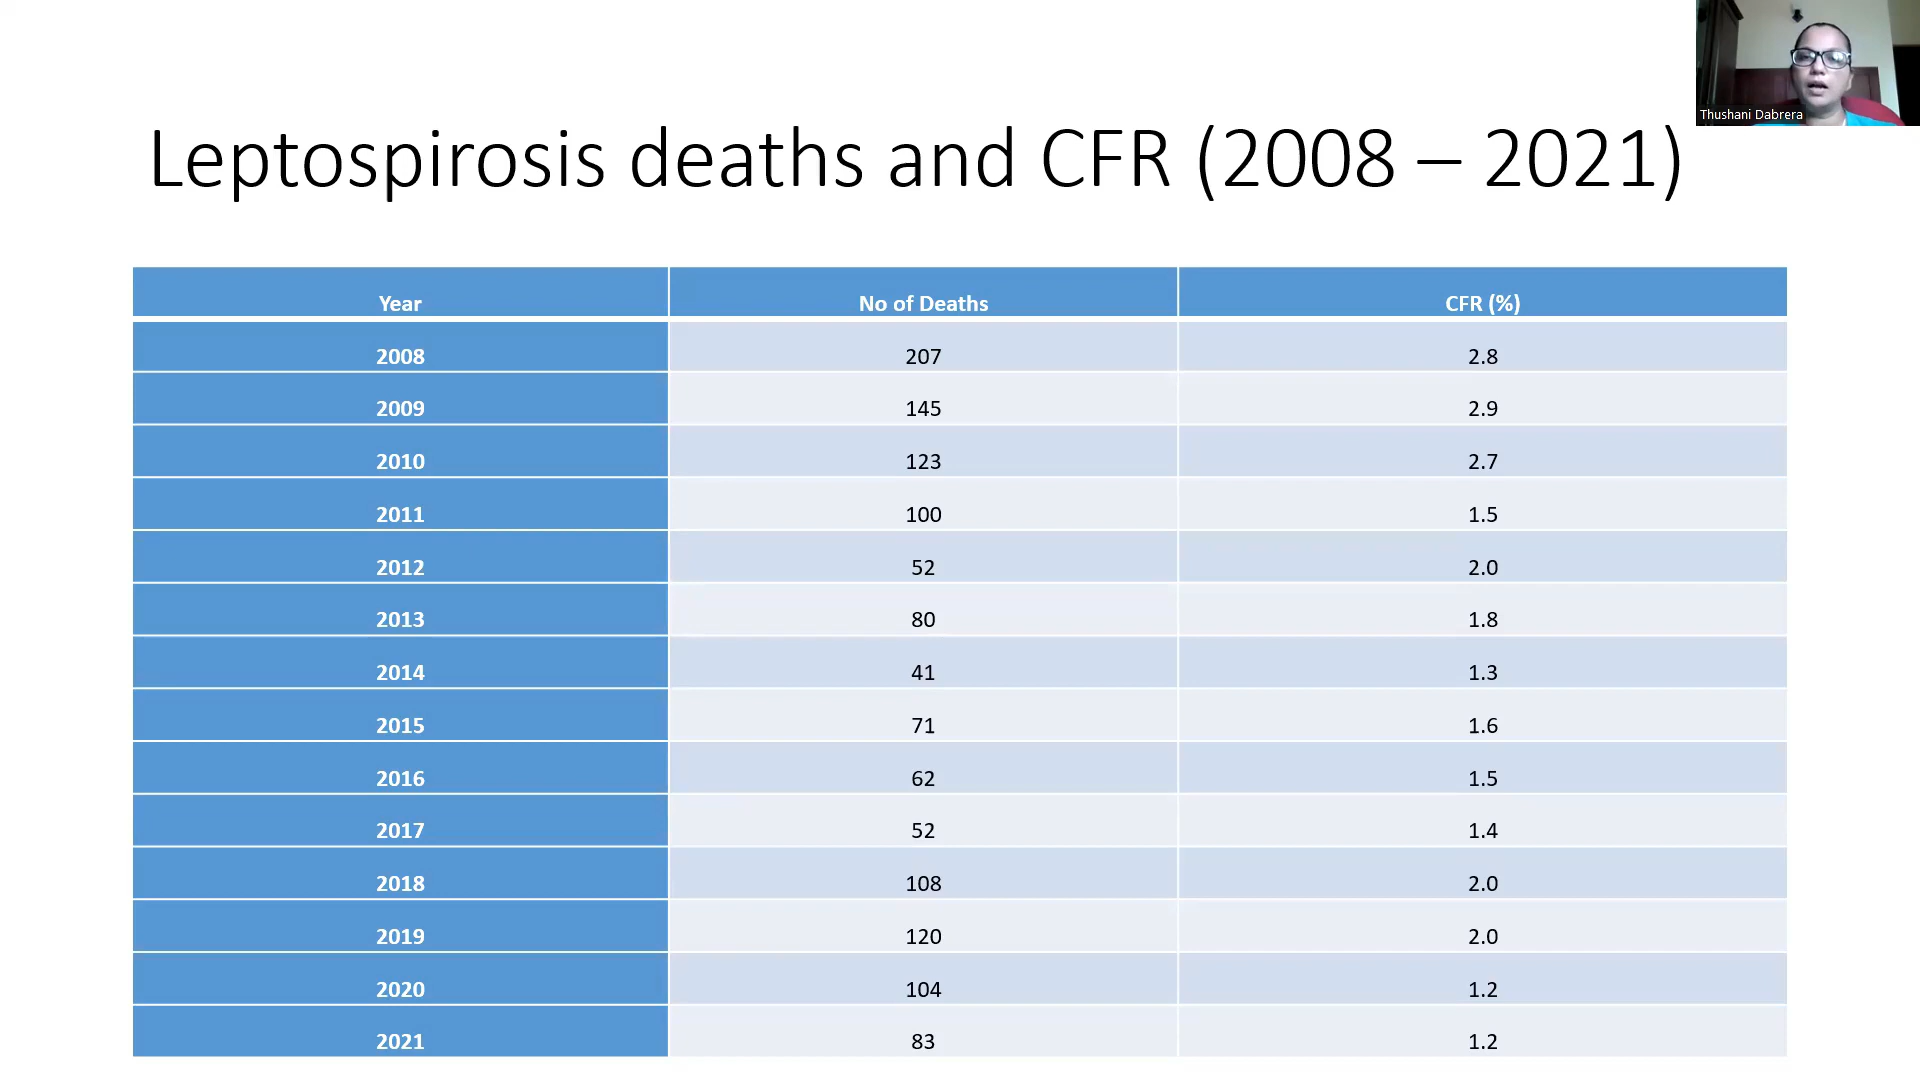 Thushani Dabrera
Leptospirosis deaths and CFR (2008 – 2021)
Year No of Deaths CFR (%)
2008 207 2.8
2009 145 2.9
2010 123 2.7
2011 100 1.5
2012 52 2.0
2013 80 1.8
2014 41 1.3
2015 71 1.6
2016 62 1.5
2017 52 1.4
2018 108 2.0
2019 120 2.0
2020 104 1.2
2021 83 1.2